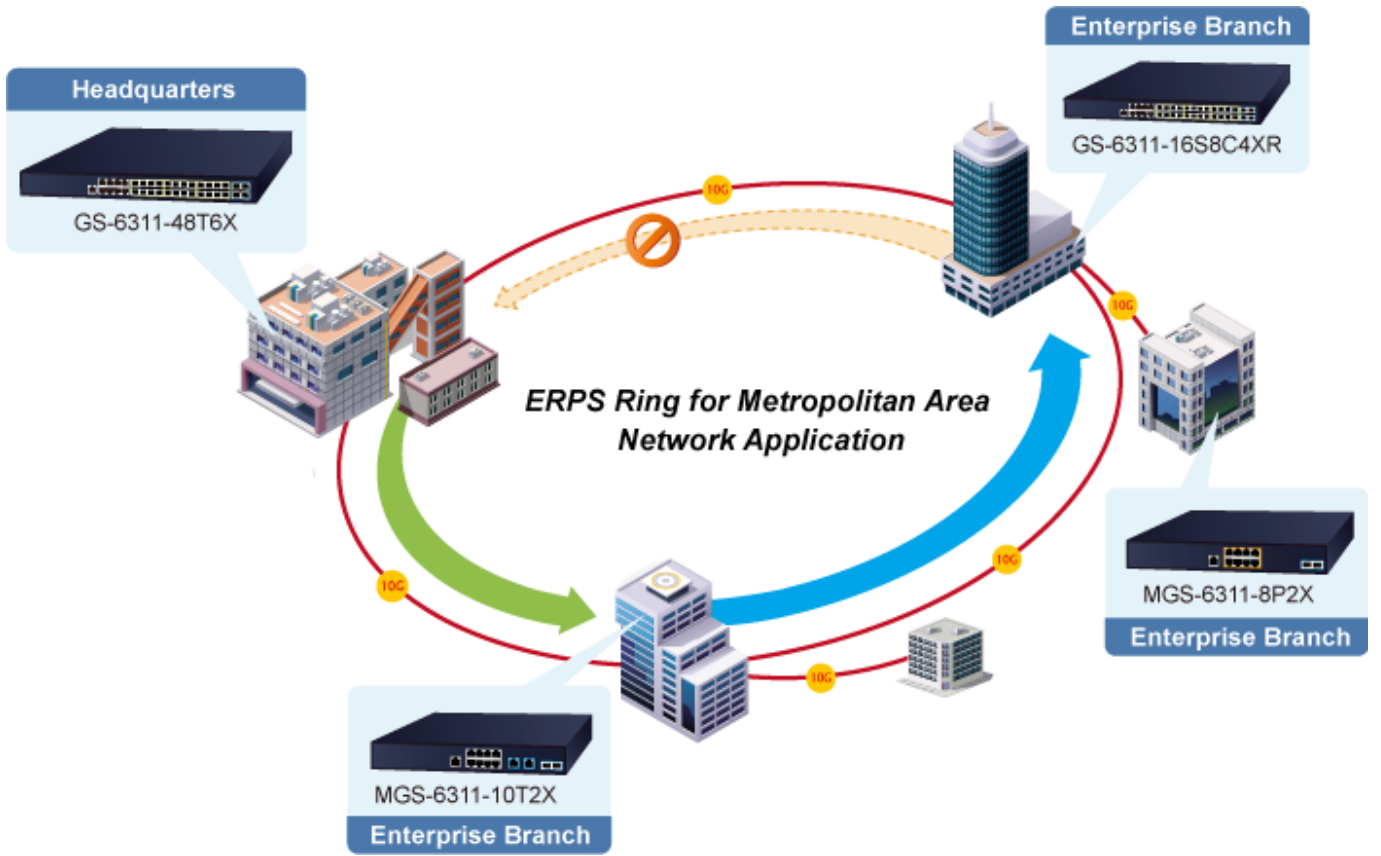 Enterprise Branch
GS-6311-16S8C4XR
Headquarters
GS-6311-48T6X
10G
10G
ERPS Ring for Metropolitan Area
Network Application
MGS-6311-8P2X
Enterprise Branch
10G
10G
10G
MGS-6311-10T2X
Enterprise Branch